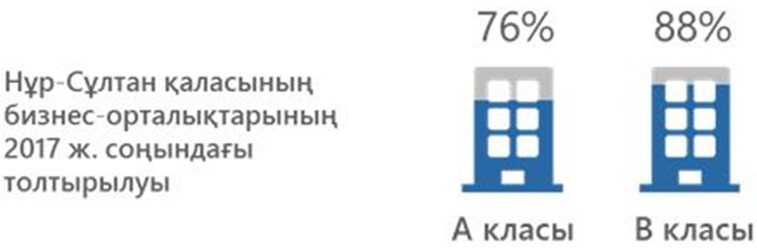 76% 88%
Нұр-Сұлтан қаласының
бизнес-орталықтарының
2017 ж. соңындағы
толтырылуы
А класы В класы